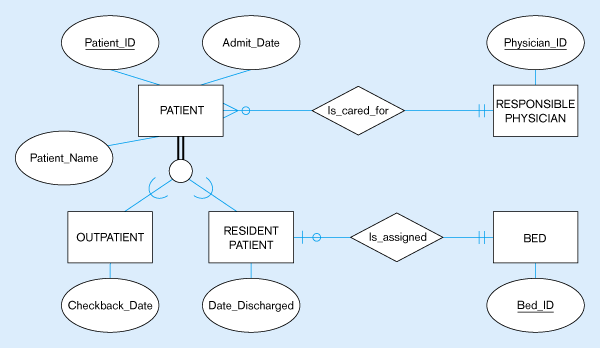 Patient_ID
Admit_Date
Physician_ID
PATIENT
Is_cared_for
RESPONSIBLE
PHYSICIAN
Patient_Name
OUTPATIENT
RESIDENT
PATIENT
Is_assigned
BED
Checkback_Date
Date_Discharged
Bed_ID